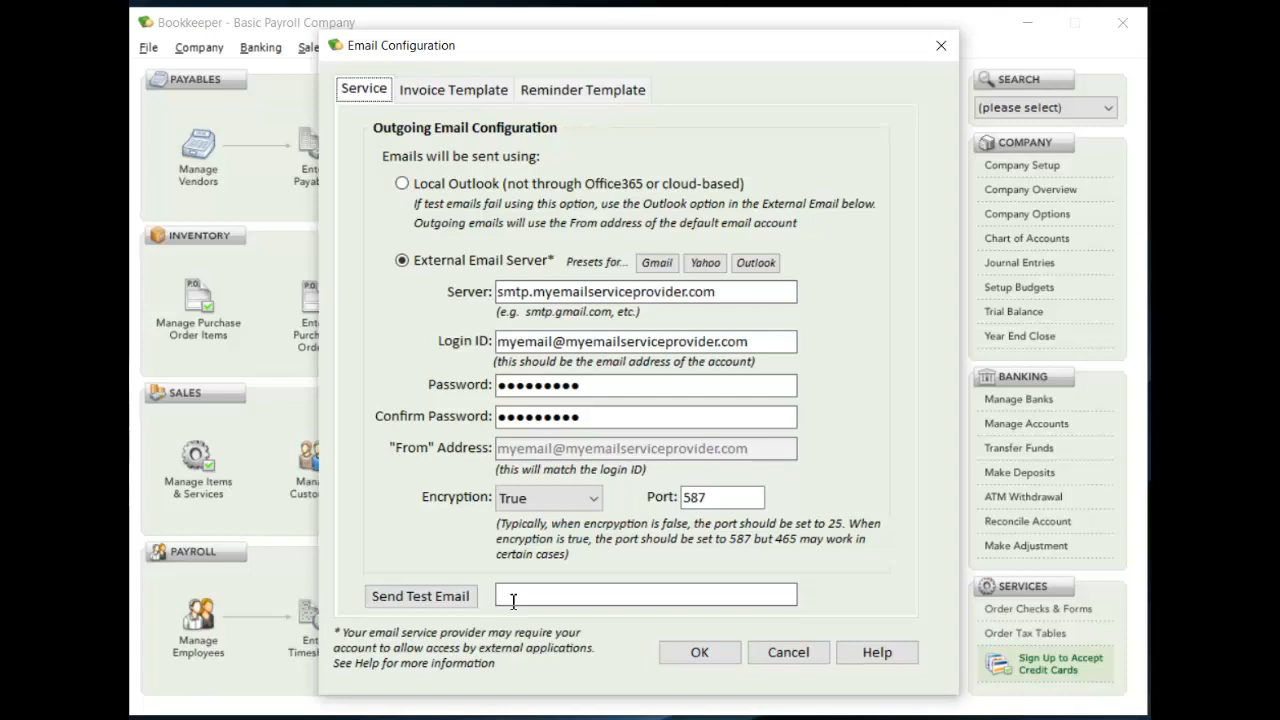 Bookkeeper - Basic Payroll Company
File Company Banking Sale
Email Configuration
Service Invoice Template Reminder Template
Outgoing Email Configuration
Emails will be sent using:
Local Outlook (not through Office365 or cloud-based)
If test emails fail using this option, use the Outlook option in the External Email below.
Outgoing emails will use the From address of the default email account
External Email Server* Presets for... Gmail Yahoo Outlook
Server: smtp.myemailserviceprovider.com
(e.g. smtp.gmail.com, etc.)
Login ID: myemail@myemailserviceprovider.com
(this should be the email address of the account)
Password: ●●●●●●●●●
Confirm Password: ●●●●●●●●●
"From" Address: myemail@myemailserviceprovider.com
(this will match the login ID)
Encryption: True Port: 587
(Typically, when encrpyption is false, the port should be set to 25. When
encryption is true, the port should be set to 587 but 465 may work in
certain cases)
Send Test Email
* Your email service provider may require your
account to allow access by external applications.
See Help for more information
OK Cancel Help
PAYABLES
Manage
Vendors
Ent
Payab
INVENTORY
Manage Purchase
Order Items
Ent
Purch
Orde
SALES
Manage Items
& Services
Mana
Custo
PAYROLL
Manage
Employees
Ent
Timesh
SEARCH
(please select)
COMPANY
Company Setup
Company Overview
Company Options
Chart of Accounts
Journal Entries
Setup Budgets
Trial Balance
Year End Close
BANKING
Manage Banks
Manage Accounts
Transfer Funds
Make Deposits
ATM Withdrawal
Reconcile Account
Make Adjustment
SERVICES
Order Checks & Forms
Order Tax Tables
Sign Up to Accept
Credit Cards